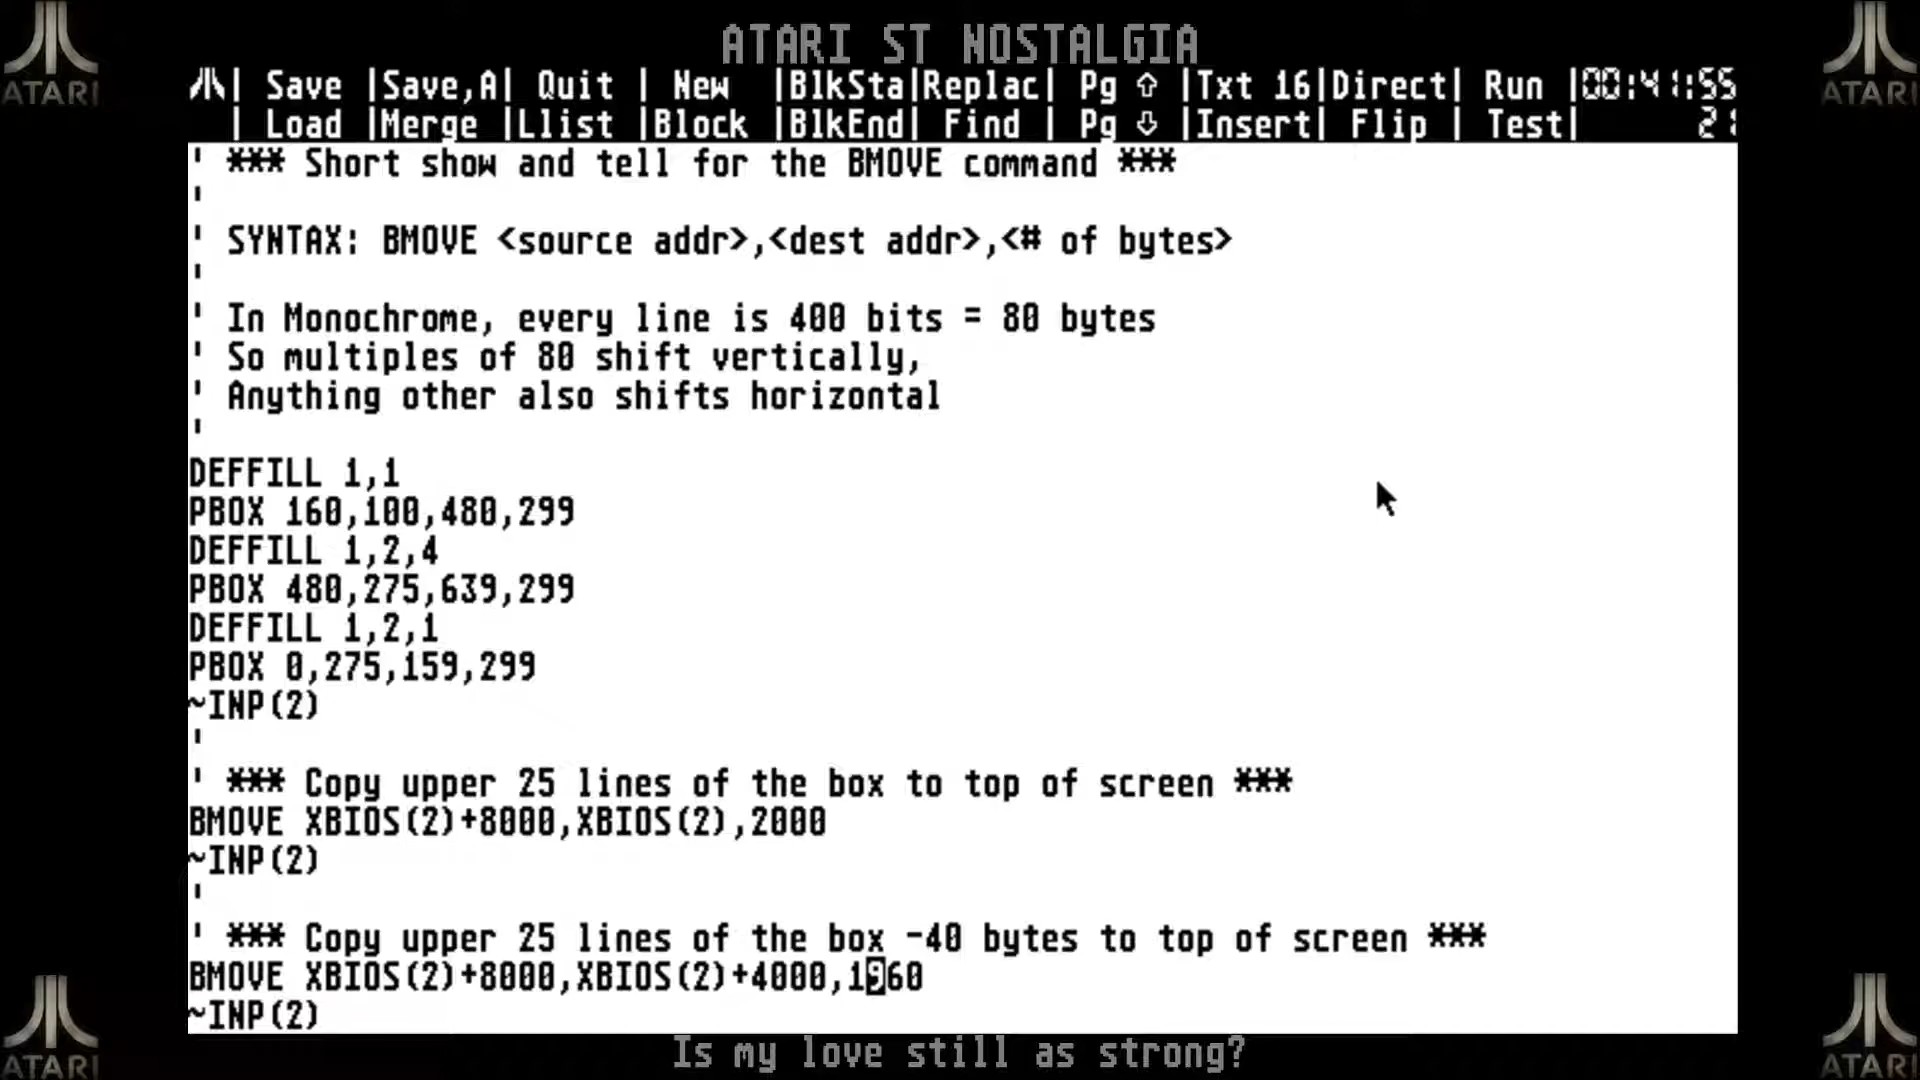 ATARI ST NOSTALGIA
Save |Save,A| Quit | New |BlkSta|Replac| Pg ⇧ |Txt 16|Direct| Run |00:41:55
| Load |Merge |Llist |Block |BlkEnd| Find | Pg ⇩ |Insert| Flip | Test| 21
' *** Short show and tell for the BMOVE command ***
'
' SYNTAX: BMOVE <source addr>,<dest addr>,<# of bytes>
'
' In Monochrome, every line is 400 bits = 80 bytes
' So multiples of 80 shift vertically,
' Anything other also shifts horizontal
'
DEFFILL 1,1
PBOX 160,100,480,299
DEFFILL 1,2,4
PBOX 480,275,639,299
DEFFILL 1,2,1
PBOX 0,275,159,299
~INP(2)
'
' *** Copy upper 25 lines of the box to top of screen ***
BMOVE XBIOS(2)+8000,XBIOS(2),2000
~INP(2)
'
' *** Copy upper 25 lines of the box -40 bytes to top of screen ***
BMOVE XBIOS(2)+8000,XBIOS(2)+4000,1960
~INP(2)
Is my love still as strong?
ATARI
ATARI
ATARI
ATARI